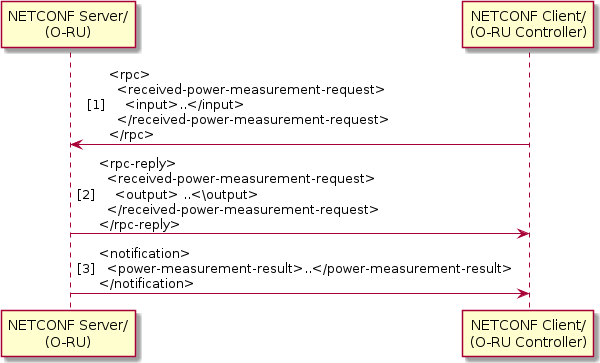 NETCONF Server/
(O-RU)
NETCONF Client/
(O-RU Controller)
<rpc>
<received-power-measurement-request>
[1] <input>..</input>
</received-power-measurement-request>
</rpc>
<rpc-reply>
<received-power-measurement-request>
[2] <output> ..<\output>
</received-power-measurement-request>
</rpc-reply>
<notification>
[3] <power-measurement-result>..</power-measurement-result>
</notification>
NETCONF Server/
(O-RU)
NETCONF Client/
(O-RU Controller)